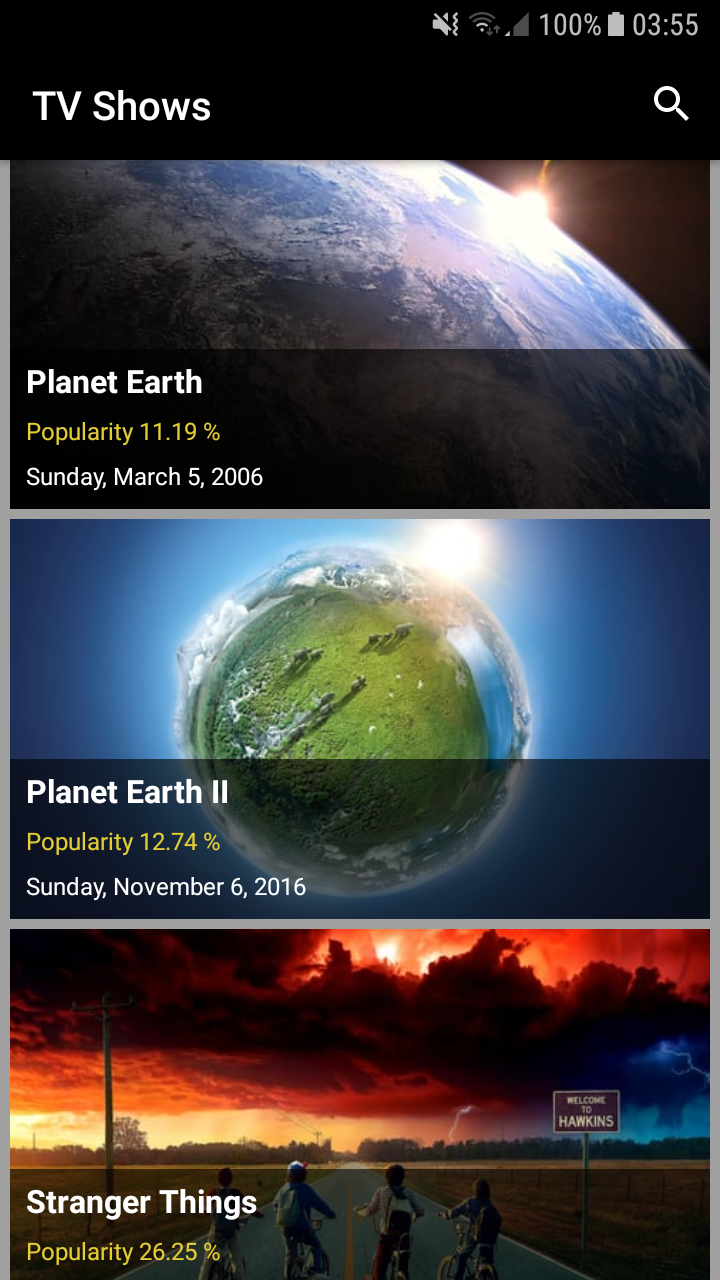 100% 03:55
TV Shows
Planet Earth
Popularity 11.19 %
Sunday, March 5, 2006
Planet Earth II
Popularity 12.74 %
Sunday, November 6, 2016
WELCOME
TO
HAWKINS
Stranger Things
Popularity 26.25 %